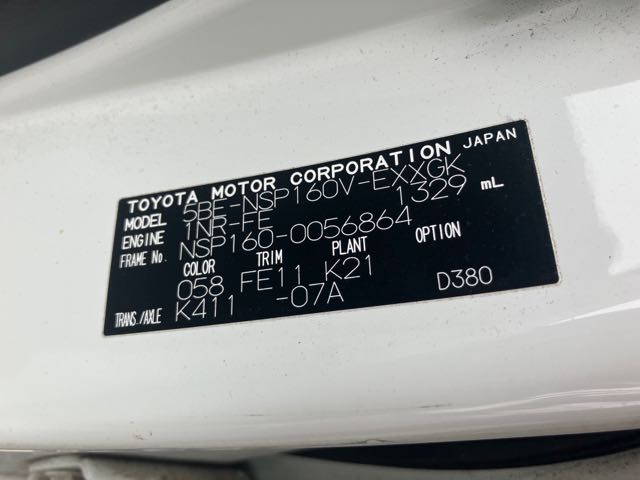 TOYOTA MOTOR CORPORATION JAPAN
MODEL 5BE-NSP160V-EXXGK
ENGINE 1NR-FE 1329 mL
FRAME No. NSP160-0056864
COLOR TRIM PLANT OPTION
058 FE11 K21
TRANS./AXLE K411 -07A D380